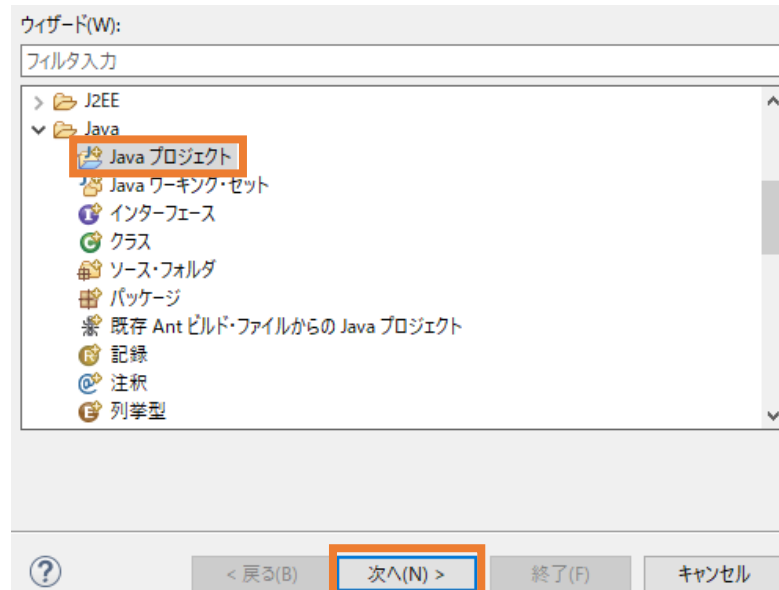 ウィザード(W):
フィルタ入力
J2EE
Java
Java プロジェクト
Java ワーキング・セット
インターフェース
クラス
ソース・フォルダ
パッケージ
既存 Ant ビルド・ファイルからの Java プロジェクト
記録
注釈
列挙型
< 戻る(B) 次へ(N) > 終了(F) キャンセル